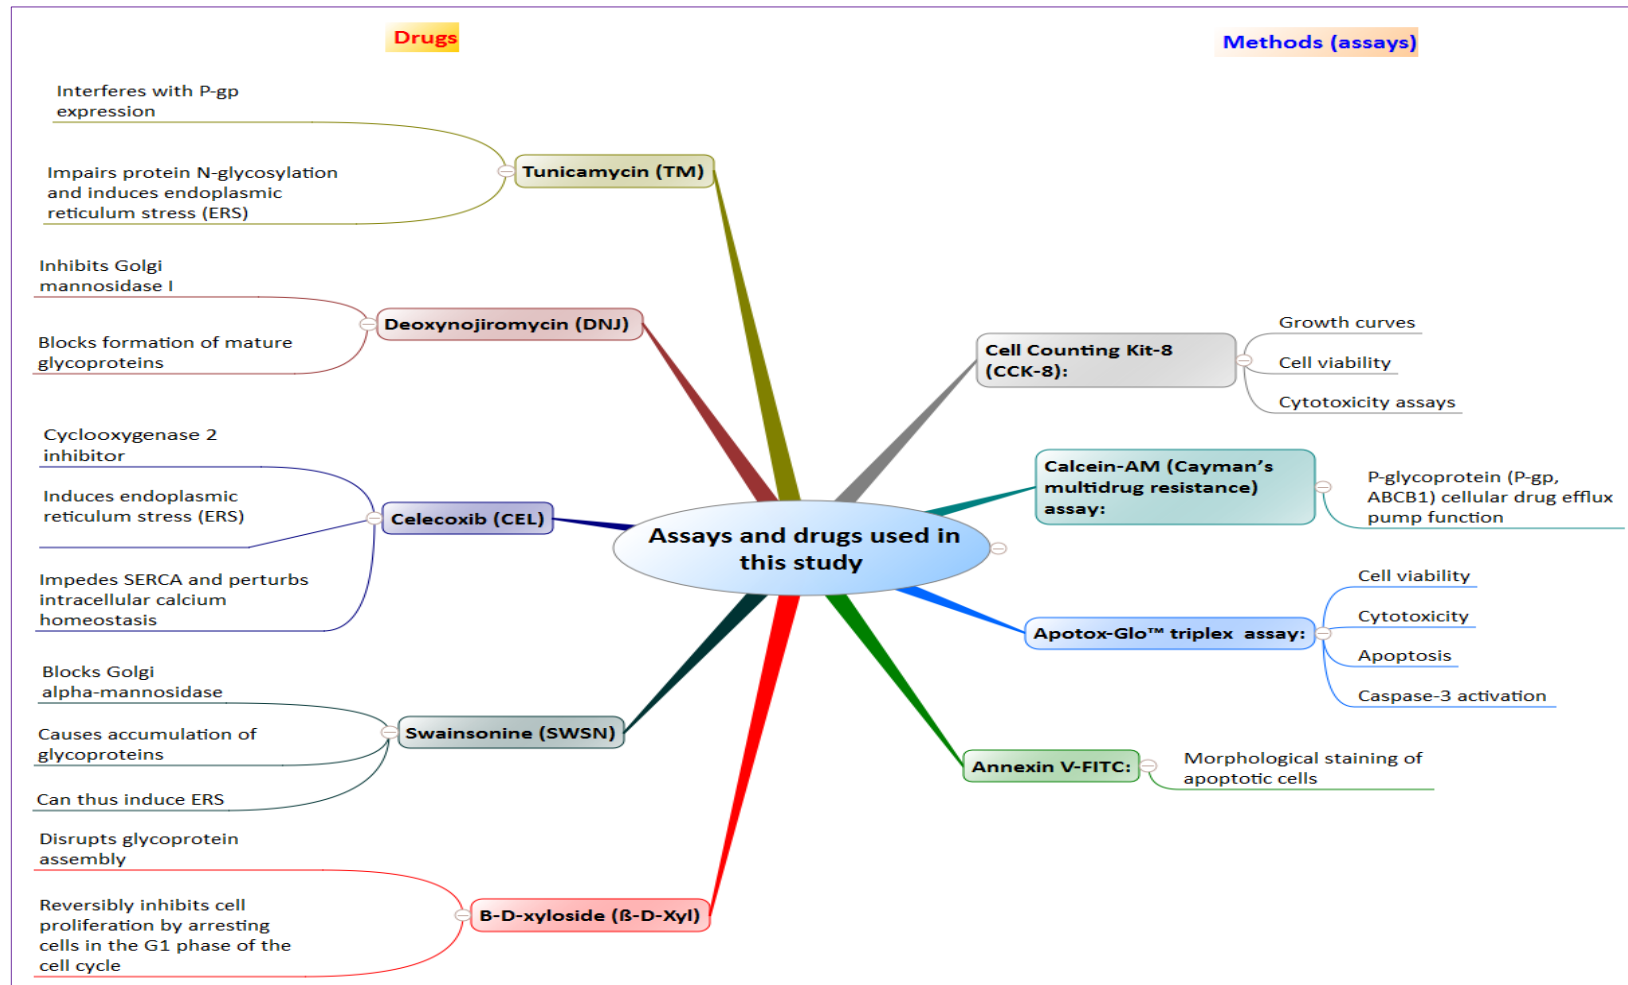 Drugs
Methods (assays)
Interferes with P-gp
expression
Impairs protein N-glycosylation
and induces endoplasmic
reticulum stress (ERS)
Tunicamycin (TM)
Inhibits Golgi
mannosidase I
Blocks formation of mature
glycoproteins
Deoxynojiromycin (DNJ)
Cyclooxygenase 2
inhibitor
Induces endoplasmic
reticulum stress (ERS)
Impedes SERCA and perturbs
intracellular calcium
homeostasis
Celecoxib (CEL)
Blocks Golgi
alpha-mannosidase
Causes accumulation of
glycoproteins
Can thus induce ERS
Swainsonine (SWSN)
Disrupts glycoprotein
assembly
Reversibly inhibits cell
proliferation by arresting
cells in the G1 phase of the
cell cycle
B-D-xyloside (ß-D-Xyl)
Assays and drugs used in
this study
Cell Counting Kit-8
(CCK-8):
Growth curves
Cell viability
Cytotoxicity assays
Calcein-AM (Cayman’s
multidrug resistance)
assay:
P-glycoprotein (P-gp,
ABCB1) cellular drug efflux
pump function
Apotox-Glo™ triplex  assay:
Cell viability
Cytotoxicity
Apoptosis
Caspase-3 activation
Annexin V-FITC:
Morphological staining of
apoptotic cells